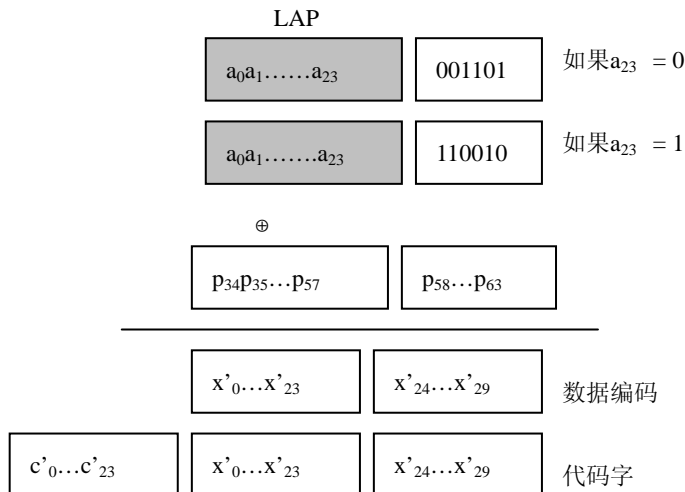 LAP
a₀a₁……a₂₃ 001101 如果a₂₃ = 0
a₀a₁…….a₂₃ 110010 如果a₂₃ = 1
⊕
p₃₄p₃₅…p₅₇ p₅₈…p₆₃
x’₀…x’₂₃ x’₂₄…x’₂₉ 数据编码
c’₀…c’₂₃ x’₀…x’₂₃ x’₂₄…x’₂₉ 代码字